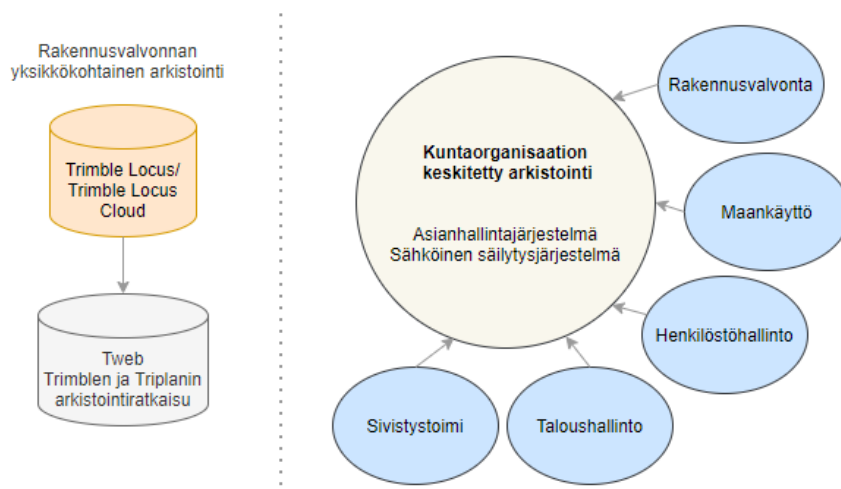 Rakennusvalvonnan
yksikkökohtainen arkistointi
Trimble Locus/
Trimble Locus
Cloud
Tweb
Trimblen ja Triplanin
arkistointiratkaisu
Kuntaorganisaation
keskitetty arkistointi
Asianhallintajärjestelmä
Sähköinen säilytysjärjestelmä
Rakennusvalvonta
Maankäyttö
Henkilöstöhallinto
Taloushallinto
Sivistystoimi